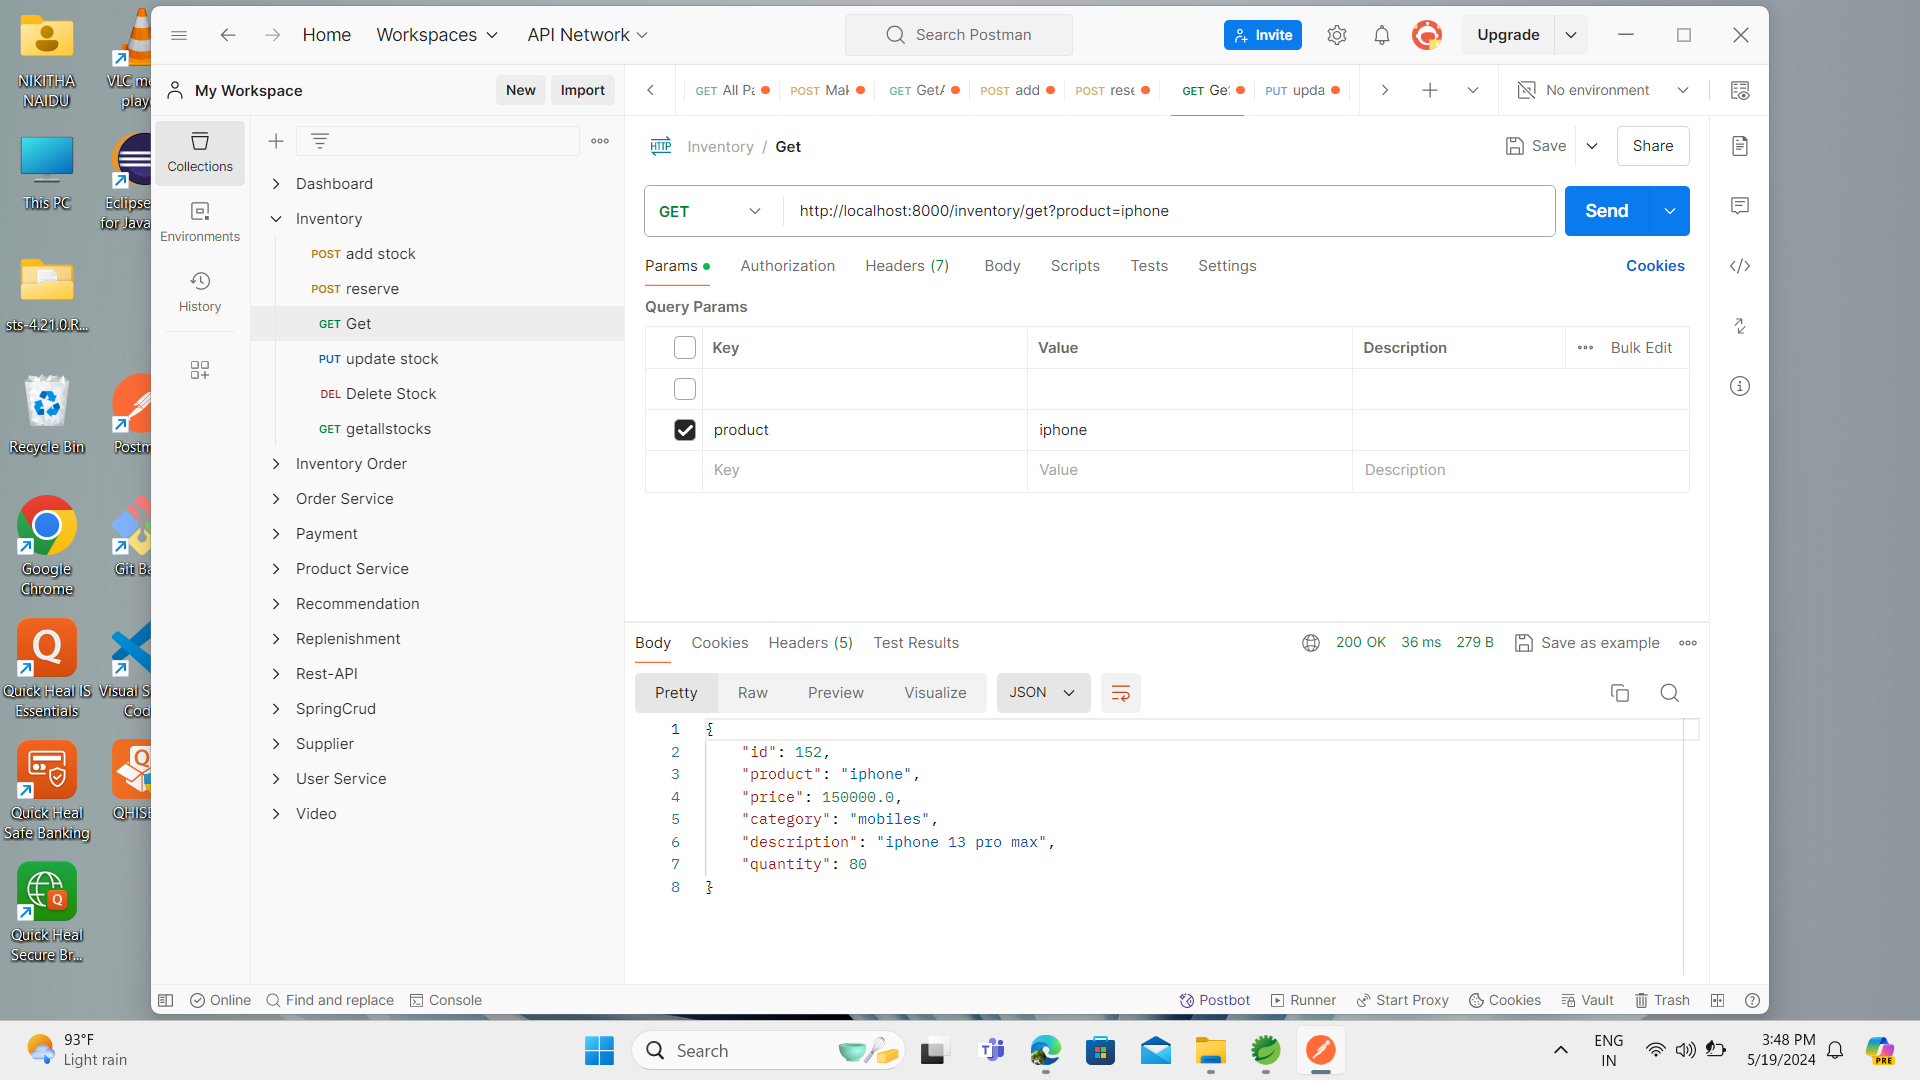 NIKITHA
NAIDU
VLC me
play
This PC
Eclipse
for Java
sts-4.21.0.R...
Recycle Bin
Postm
Google
Chrome
Git Ba
Quick Heal IS
Essentials
Visual S
Cod
Quick Heal
Safe Banking
QHISE
Quick Heal
Secure Br...
Home
Workspaces
API Network
Search Postman
Invite
Upgrade
My Workspace
New
Import
GET All Pa
POST Mak
GET GetA
POST add
POST rese
GET Get
PUT upda
No environment
Collections
Environments
History
Dashboard
Inventory
POST add stock
POST reserve
GET Get
PUT update stock
DEL Delete Stock
GET getallstocks
Inventory Order
Order Service
Payment
Product Service
Recommendation
Replenishment
Rest-API
SpringCrud
Supplier
User Service
Video
HTTP Inventory / Get
Save
Share
GET
http://localhost:8000/inventory/get?product=iphone
Send
Params
Authorization
Headers (7)
Body
Scripts
Tests
Settings
Cookies
Query Params
Key Value Description Bulk Edit
product iphone
Key Value Description
Body Cookies Headers (5) Test Results
200 OK 36 ms 279 B Save as example
Pretty Raw Preview Visualize JSON
1 {
2 "id": 152,
3 "product": "iphone",
4 "price": 150000.0,
5 "category": "mobiles",
6 "description": "iphone 13 pro max",
7 "quantity": 80
8 }
Online
Find and replace
Console
Postbot
Runner
Start Proxy
Cookies
Vault
Trash
93°F
Light rain
Search
ENG
IN
3:48 PM
5/19/2024
PRE